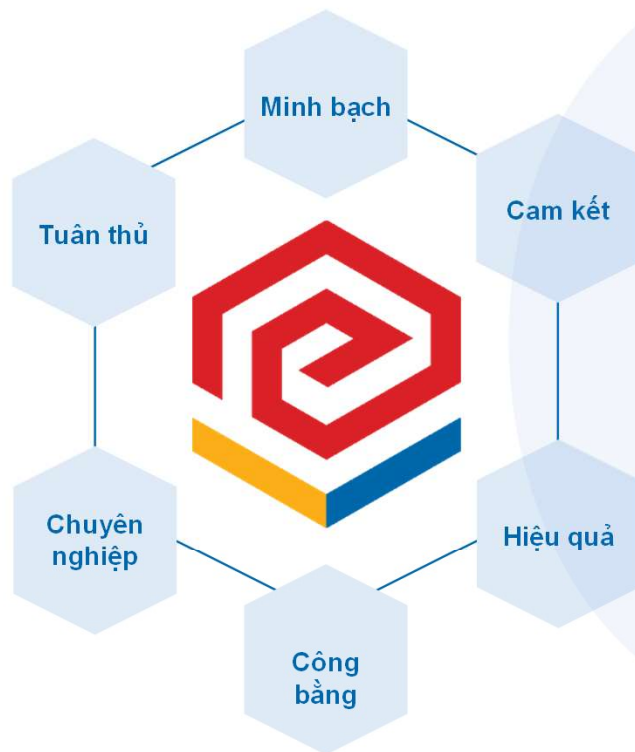 Minh bạch
Cam kết
Tuân thủ
Chuyên
nghiệp
Hiệu quả
Công
bằng